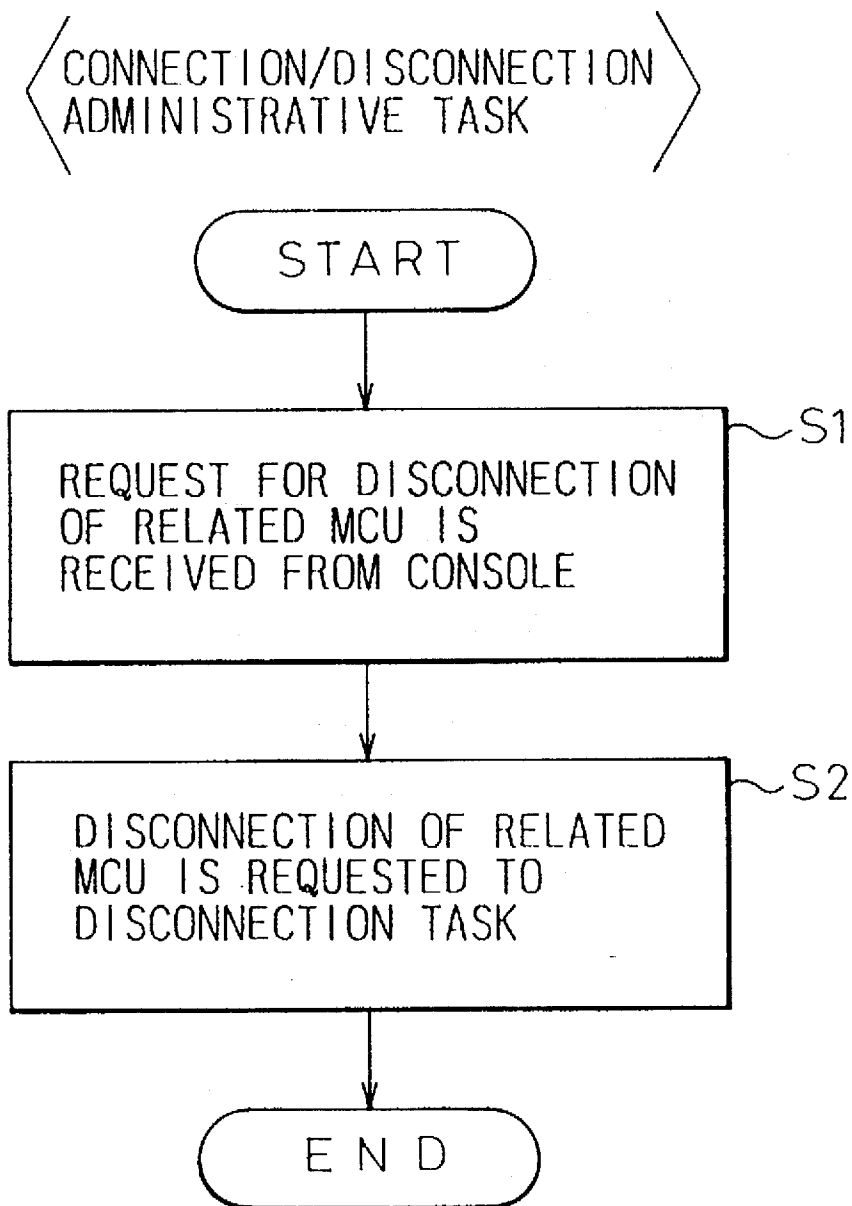 CONNECTION/DISCONNECTION
ADMINISTRATIVE TASK
START
S1
REQUEST FOR DISCONNECTION
OF RELATED MCU IS
RECEIVED FROM CONSOLE
S2
DISCONNECTION OF RELATED
MCU IS REQUESTED TO
DISCONNECTION TASK
END